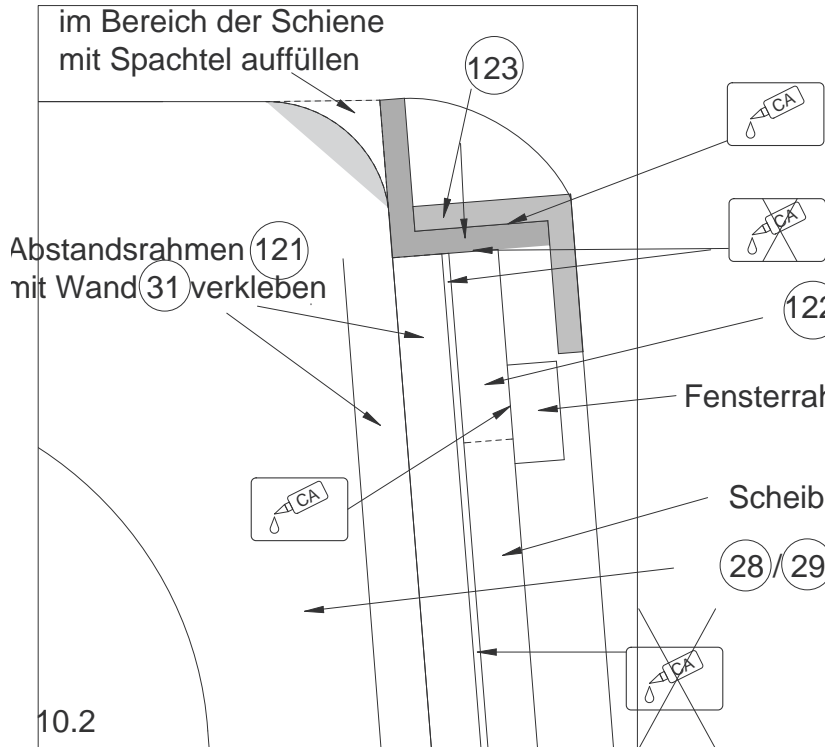 im Bereich der Schiene
mit Spachtel auffüllen
123
CA
CA
Abstandsrahmen 121
mit Wand 31 verkleben
122
Fensterrah
CA
Scheib
28/29
CA
10.2